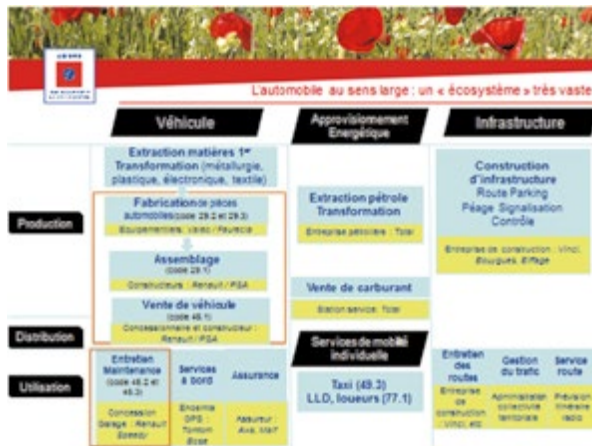 L'automobile au sens large : un « écosystème » très vaste
Véhicule
Approvisionnement
Energétique
Infrastructure
Production
Distribution
Utilisation
Extraction matières 1
Transformation (métallurgie,
plastique, électronique, textile)
Fabrication de pièces
automobiles (code 29.2 et 29.3)
Equipementiers: Valeo / Faurecia
Assemblage
(code 29.1)
Constructeurs : Renault / PSA
Vente de véhicule
(code 45.1)
Concessionnaire et constructeur :
Renault / PSA
Entretien
Maintenance
(code 45.2 et
45.3)
Concession
Garage : Renault
Speedy
Services
à bord
Enceinte
GPS :
Tomtom
Bose
Assurance
Assureur :
Axa, Maif
Extraction pétrole
Transformation
Entreprise pétrolière : Total
Vente de carburant
Station service : Total
Services de mobilité
individuelle
Taxi (49.3)
LLD, loueurs (77.1)
Construction
d'infrastructure
Route Parking
Péage Signalisation
Contrôle
Entreprise de construction : Vinci,
Bouygues, Eiffage
Entretien
des
routes
Entreprise
de
construction
: Vinci, etc
Gestion
du trafic
Administration
collectivité
territoriale
Service
route
Prévision
itinéraire
radio